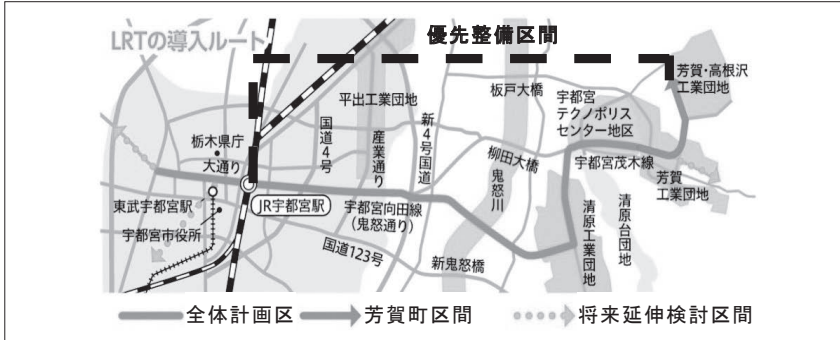 LRTの導入ルート
優先整備区間
芳賀・高根沢
工業団地
平出工業団地
板戸大橋
宇都宮
テクノポリス
センター地区
栃木県庁
大通り
国道4号
産業通り
新4号国道
柳田大橋
宇都宮茂木線
芳賀
工業団地
東武宇都宮駅
JR宇都宮駅
宇都宮向田線
(鬼怒通り)
鬼怒川
宇都宮市役所
国道123号
新鬼怒橋
清原工業団地
清原台団地
全体計画区
芳賀町区間
将来延伸検討区間